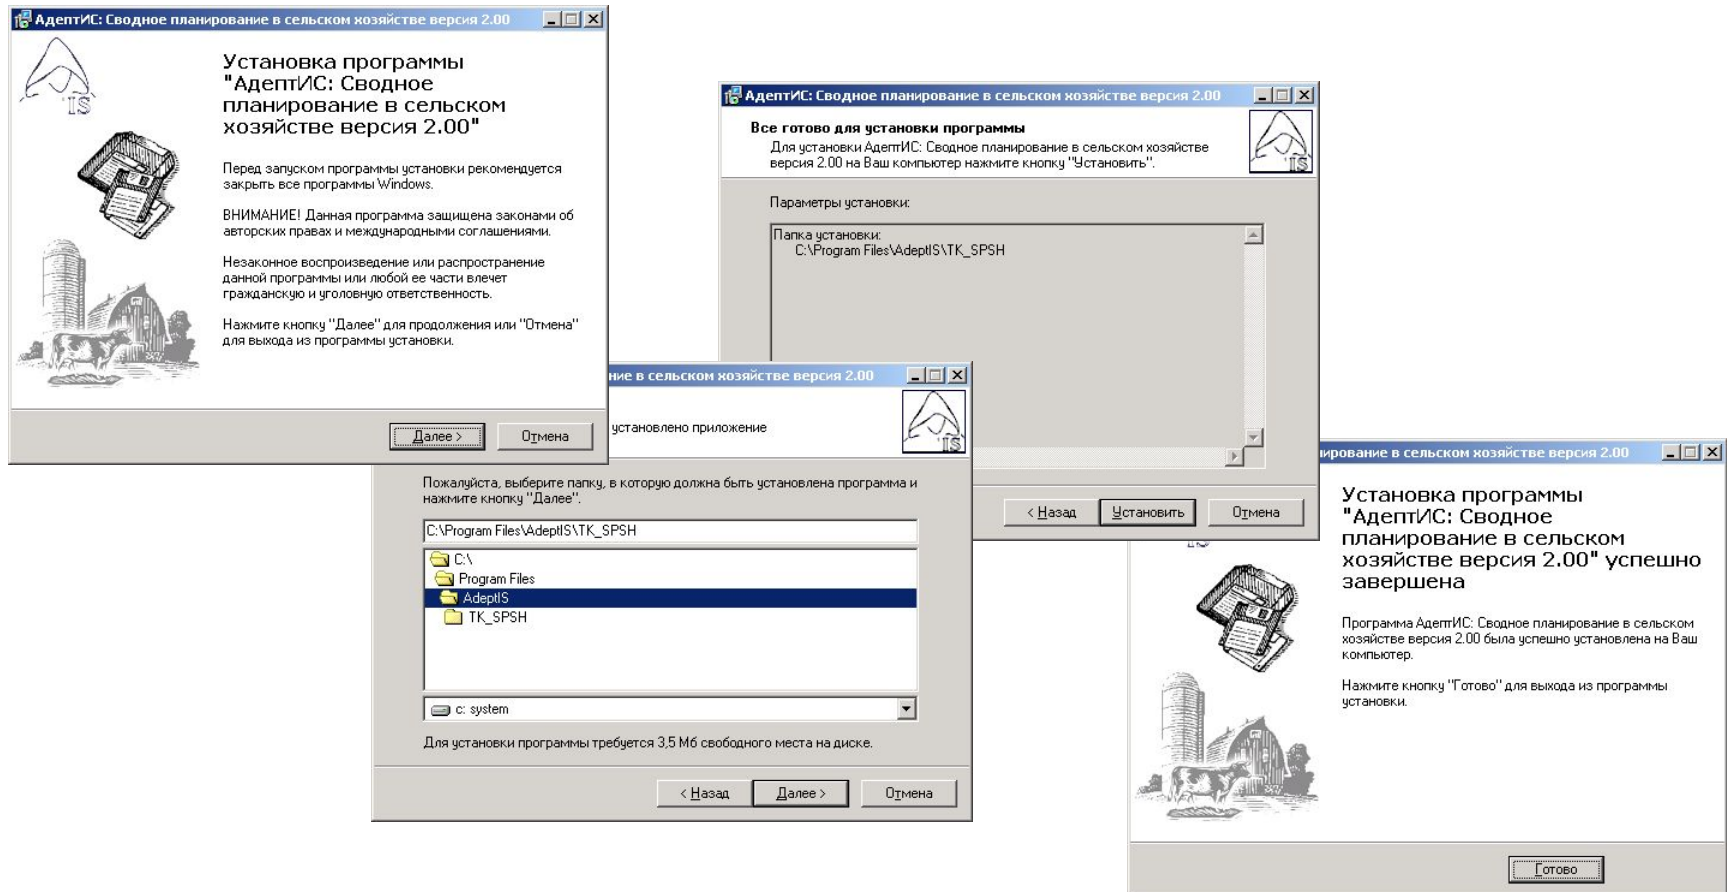 АдептИС: Сводное планирование в сельском хозяйстве версия 2.00
'IS
Установка программы
"АдептИС: Сводное
планирование в сельском
хозяйстве версия 2.00"
Перед запуском программы установки рекомендуется
закрыть все программы Windows.
ВНИМАНИЕ! Данная программа защищена законами об
авторских правах и международными соглашениями.
Незаконное воспроизведение или распространение
данной программы или любой ее части влечет
гражданскую и уголовную ответственность.
Нажмите кнопку "Далее" для продолжения или "Отмена"
для выхода из программы установки.
Далее >
Отмена
ние в сельском хозяйстве версия 2.00
установлено приложение
'IS
Пожалуйста, выберите папку, в которую должна быть установлена программа и
нажмите кнопку "Далее".
C:\Program Files\AdeptIS\TK_SPSH
C:\
Program Files
AdeptIS
TK_SPSH
c: system
Для установки программы требуется 3,5 Мб свободного места на диске.
< Назад
Далее >
Отмена
АдептИС: Сводное планирование в сельском хозяйстве версия 2.00
Все готово для установки программы
Для установки АдептИС: Сводное планирование в сельском хозяйстве
версия 2.00 на Ваш компьютер нажмите кнопку "Установить".
'IS
Параметры установки:
Папка установки:
C:\Program Files\AdeptIS\TK_SPSH
< Назад
Установить
Отмена
ирование в сельском хозяйстве версия 2.00
Установка программы
"АдептИС: Сводное
планирование в сельском
хозяйстве версия 2.00" успешно
завершена
Программа АдептИС: Сводное планирование в сельском
хозяйстве версия 2.00 была успешно установлена на Ваш
компьютер.
Нажмите кнопку "Готово" для выхода из программы
установки.
Готово